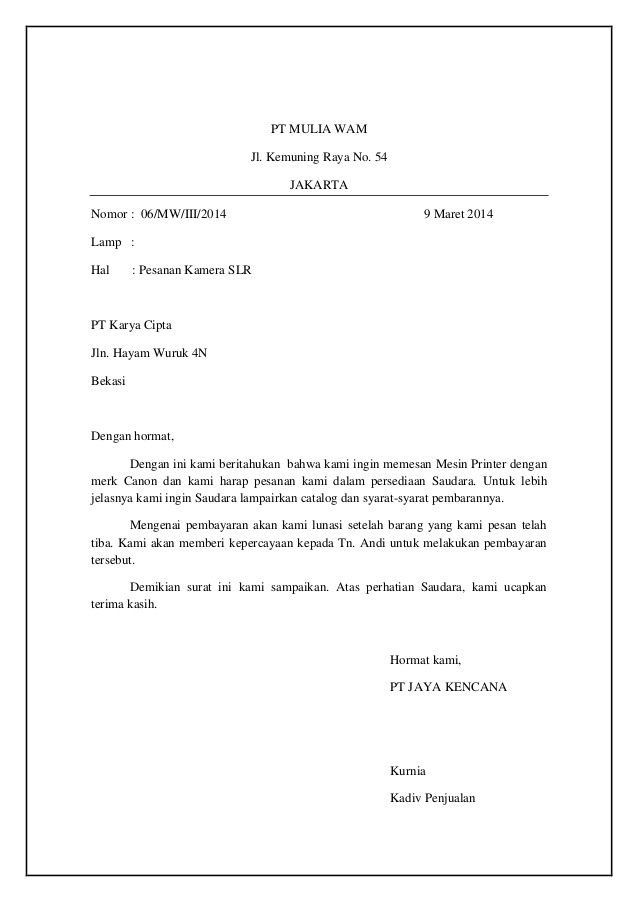 PT MULIA WAM
Jl. Kemuning Raya No. 54
JAKARTA
Nomor : 06/MW/III/2014 9 Maret 2014
Lamp :
Hal : Pesanan Kamera SLR
PT Karya Cipta
Jln. Hayam Wuruk 4N
Bekasi
Dengan hormat,
Dengan ini kami beritahukan bahwa kami ingin memesan Mesin Printer dengan
merk Canon dan kami harap pesanan kami dalam persediaan Saudara. Untuk lebih
jelasnya kami ingin Saudara lampairkan catalog dan syarat-syarat pembarannya.
Mengenai pembayaran akan kami lunasi setelah barang yang kami pesan telah
tiba. Kami akan memberi kepercayaan kepada Tn. Andi untuk melakukan pembayaran
tersebut.
Demikian surat ini kami sampaikan. Atas perhatian Saudara, kami ucapkan
terima kasih.
Hormat kami,
PT JAYA KENCANA
Kurnia
Kadiv Penjualan